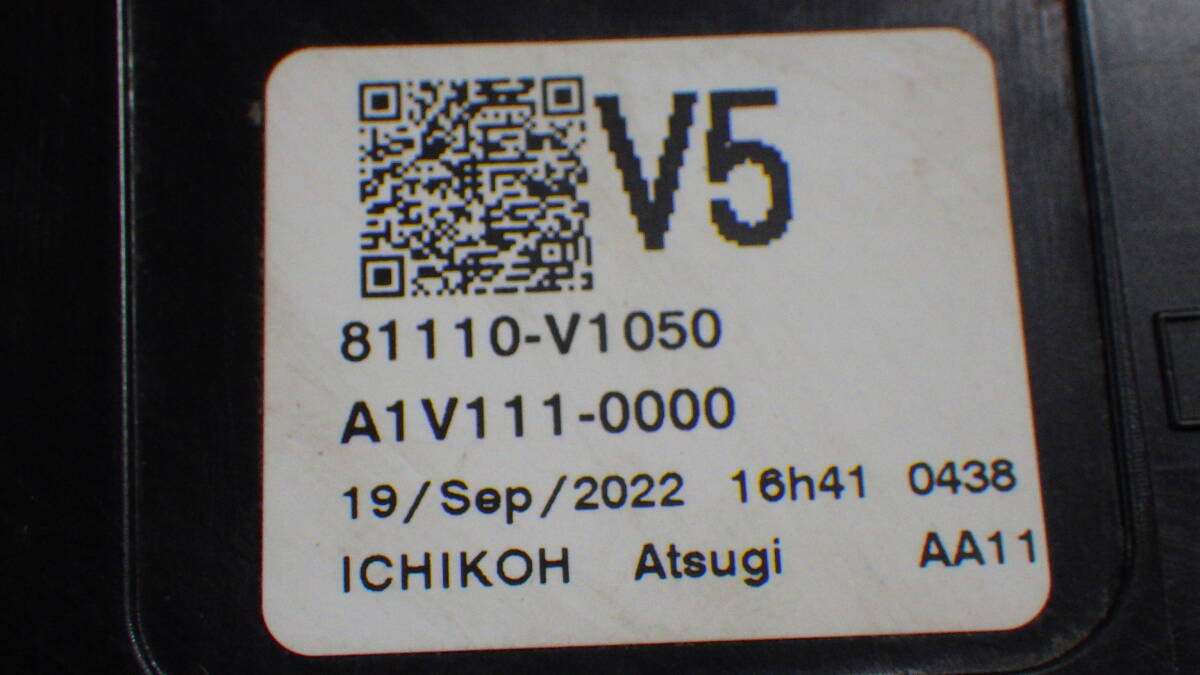 V5
81110-V1050
A1V111-0000
19/Sep/2022 16h41 0438
ICHIKOH Atsugi AA11